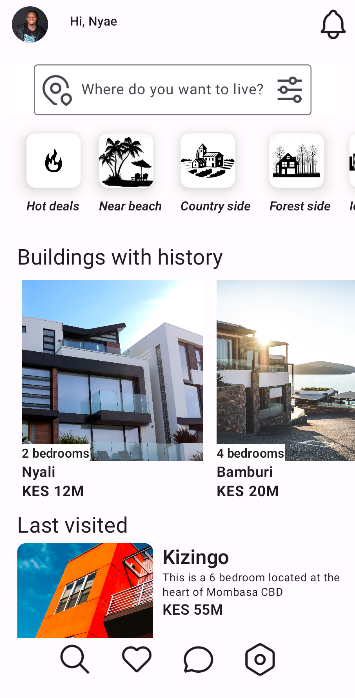 Hi, Nyae
Where do you want to live?
Hot deals
Near beach
Country side
Forest side
Buildings with history
2 bedrooms
Nyali
KES 12M
4 bedrooms
Bamburi
KES 20M
Last visited
Kizingo
This is a 6 bedroom located at the
heart of Mombasa CBD
KES 55M